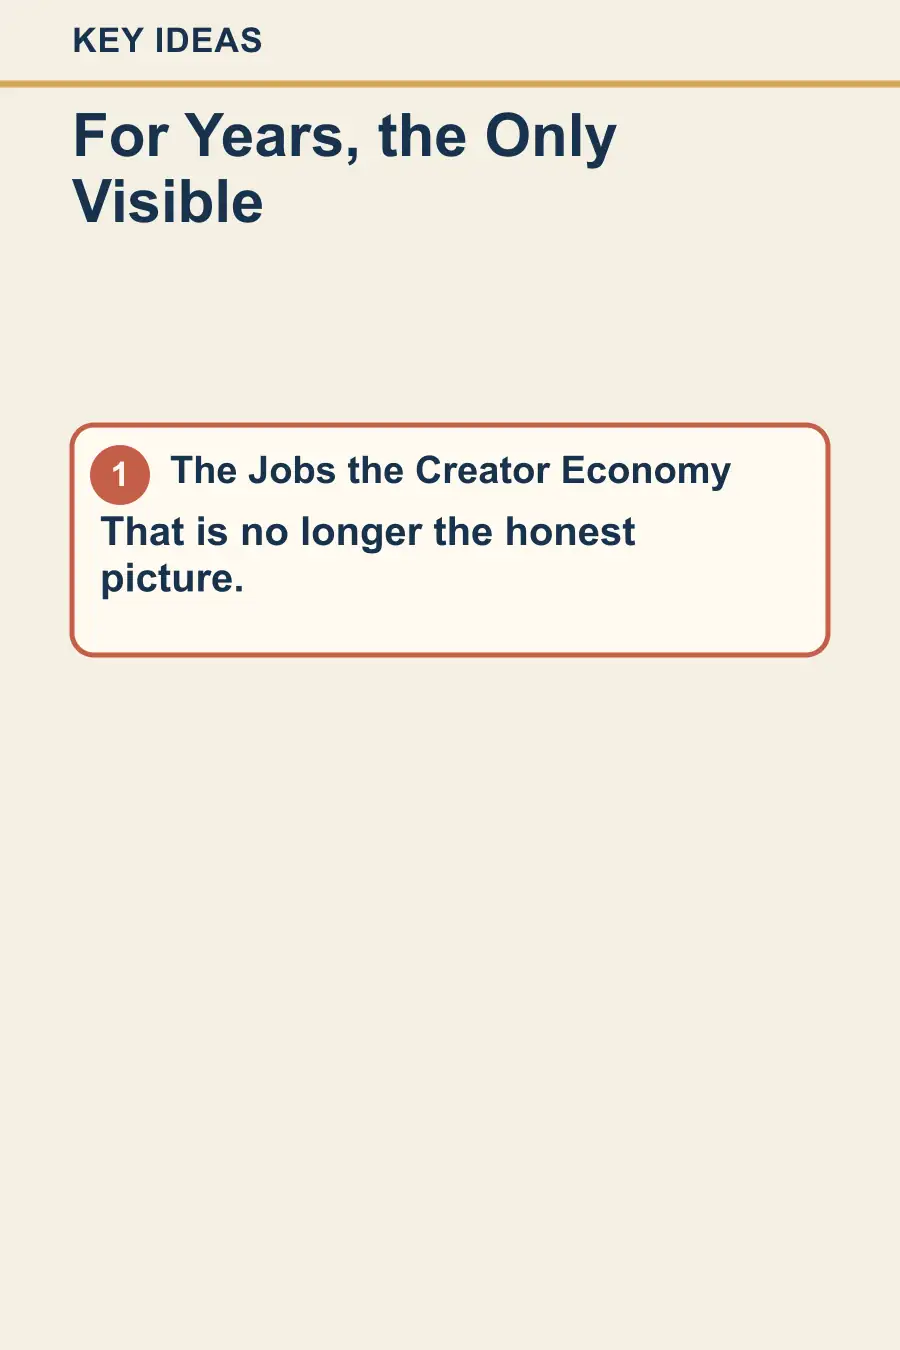 KEY IDEAS
For Years, the Only
Visible
1 The Jobs the Creator Economy
That is no longer the honest
picture.